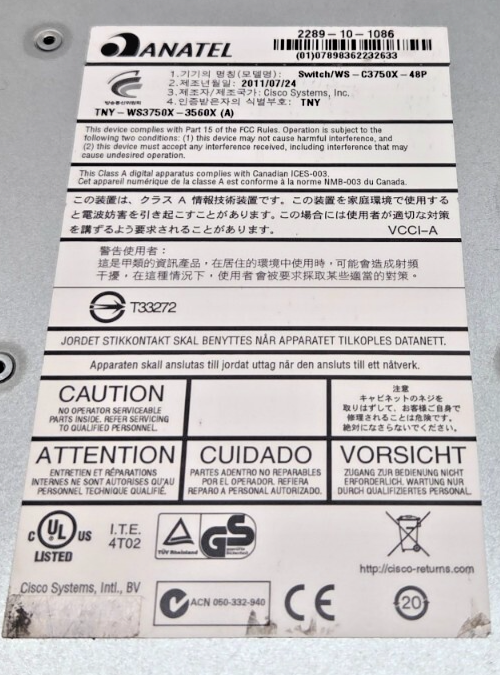 ANATEL
2289-10-1086
(01)07898362232633
방송통신위원회
1.기기의 명칭(모델명): Switch/WS-C3750X-48P
2.제조년월일: 2011/07/24
3.제조자/제조국가: Cisco Systems, Inc.
4.인증받은자의 식별부호: TNY
TNY-WS3750X-3560X (A)
This device complies with Part 15 of the FCC Rules. Operation is subject to the
following two conditions: (1) this device may not cause harmful interference, and
(2) this device must accept any interference received, including interference that may
cause undesired operation.
This Class A digital apparatus complies with Canadian ICES-003.
Cet appareil numérique de la classe A est conforme à la norme NMB-003 du Canada.
この装置は、クラス A 情報技術装置です。この装置を家庭環境で使用する
と電波妨害を引き起こすことがあります。この場合には使用者が適切な対策
を講ずるよう要求されることがあります。 VCCI-A
警告使用者:
這是甲類的資訊產品，在居住的環境中使用時，可能會造成射頻
干擾，在這種情況下，使用者會被要求採取某些適當的對策。
T33272
JORDET STIKKONTAKT SKAL BENYTTES NÅR APPARATET TILKOPLES DATANETT.
Apparaten skall anslutas till jordat uttag när den ansluts till ett nätverk.
CAUTION
NO OPERATOR SERVICEABLE
PARTS INSIDE. REFER SERVICING
TO QUALIFIED PERSONNEL.
注意
キャビネットのネジを
取りはずして、お客様ご自身で
修理されることは危険です。
絶対になさらないでください。
ATTENTION
ENTRETIEN ET RÉPARATIONS
INTERNES NE SONT AUTORISÉS QU'AU
PERSONNEL TECHNIQUE QUALIFIÉ.
CUIDADO
PARTES ADENTRO NO REPARABLES
POR EL OPERADOR. REFIERA
REPARO A PERSONAL AUTORIZADO.
VORSICHT
ZUGANG ZUR BEDIENUNG NICHT
ERFORDERLICH. WARTUNG NUR
DURCH QUALIFIZIERTES PERSONAL.
C UL US
LISTED
I.T.E.
4T02
TÜV Rheinland
GS
http://cisco-returns.com
Cisco Systems, Intl., BV
ACN 050-332-940
CE
20